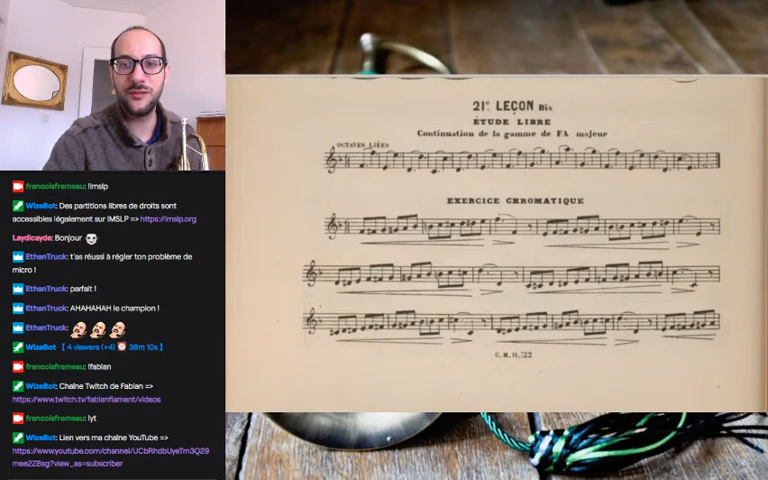 francoisfremeau: !imslp
WizeBot: Des partitions libres de droits sont
accessibles légalement sur IMSLP => https://imslp.org
Laydicayde: Bonjour
EthanTruck: t'as réussi à régler ton problème de
micro !
EthanTruck: parfait !
EthanTruck: AHAHAHAH le champion !
EthanTruck:
WizeBot [ 4 viewers (+4) 38m 10s ]
francoisfremeau: !fabian
WizeBot: Chaîne Twitch de Fabian =>
https://www.twitch.tv/fabianflament/videos
francoisfremeau: !yt
WizeBot: Lien vers ma chaîne YouTube =>
https://www.youtube.com/channel/UCbRhdbUyeTm3Q29
mee2ZBsg?view_as=subscriber
21e LEÇON Bis
ÉTUDE LIBRE
Continuation de la gamme de FA majeur
OCTAVES LIÉES
EXERCICE CHROMATIQUE
C. M. 11,722